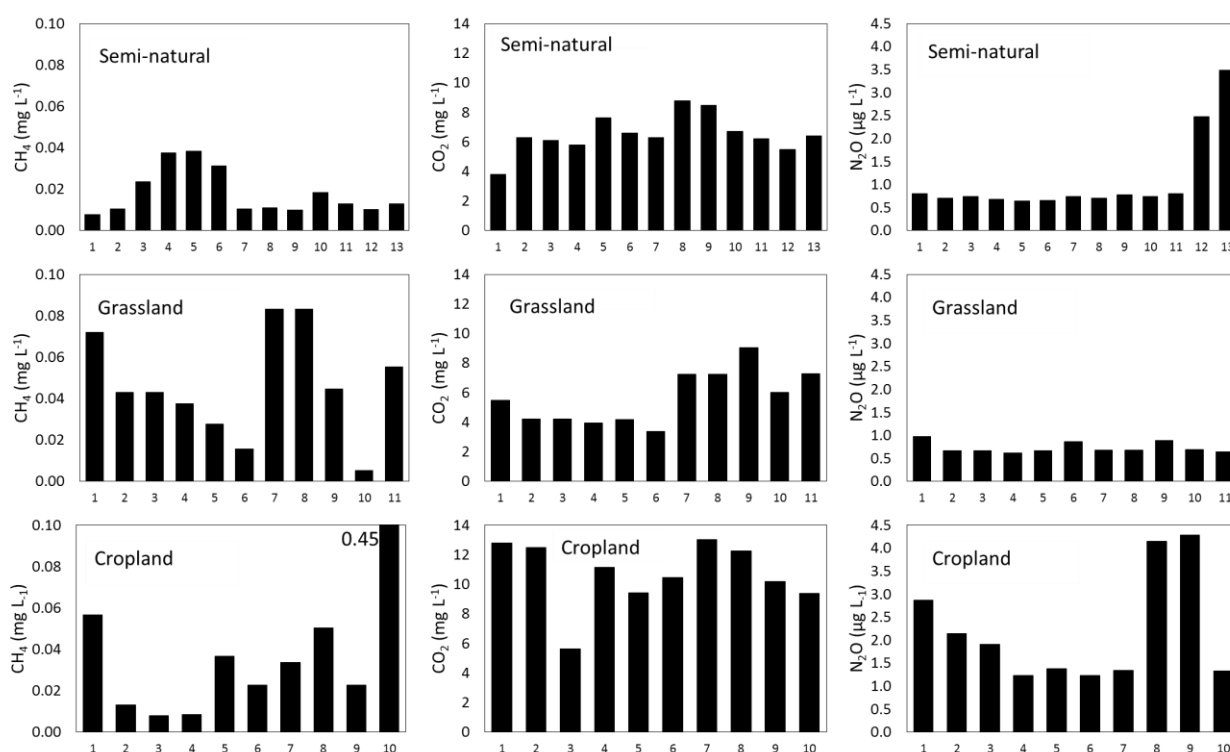 CH₄ (mg L⁻¹)
0.10
0.08
0.06
0.04
0.02
0.00
Semi-natural
1 2 3 4 5 6 7 8 9 10 11 12 13
CO₂ (mg L⁻¹)
14
12
10
8
6
4
2
0
Semi-natural
1 2 3 4 5 6 7 8 9 10 11 12 13
N₂O (µg L⁻¹)
4.5
4.0
3.5
3.0
2.5
2.0
1.5
1.0
0.5
0.0
Semi-natural
1 2 3 4 5 6 7 8 9 10 11 12 13
CH₄ (mg L⁻¹)
0.10
0.08
0.06
0.04
0.02
0.00
Grassland
1 2 3 4 5 6 7 8 9 10 11
CO₂ (mg L⁻¹)
14
12
10
8
6
4
2
0
Grassland
1 2 3 4 5 6 7 8 9 10 11
N₂O (µg L⁻¹)
4.5
4.0
3.5
3.0
2.5
2.0
1.5
1.0
0.5
0.0
Grassland
1 2 3 4 5 6 7 8 9 10 11
CH₄ (mg L₋₁)
0.10
0.08
0.06
0.04
0.02
0.00
Cropland
0.45
1 2 3 4 5 6 7 8 9 10
CO₂ (mg L⁻¹)
14
12
10
8
6
4
2
0
Cropland
1 2 3 4 5 6 7 8 9 10
N₂O (µg L₋₁)
4.5
4.0
3.5
3.0
2.5
2.0
1.5
1.0
0.5
0.0
Cropland
1 2 3 4 5 6 7 8 9 10